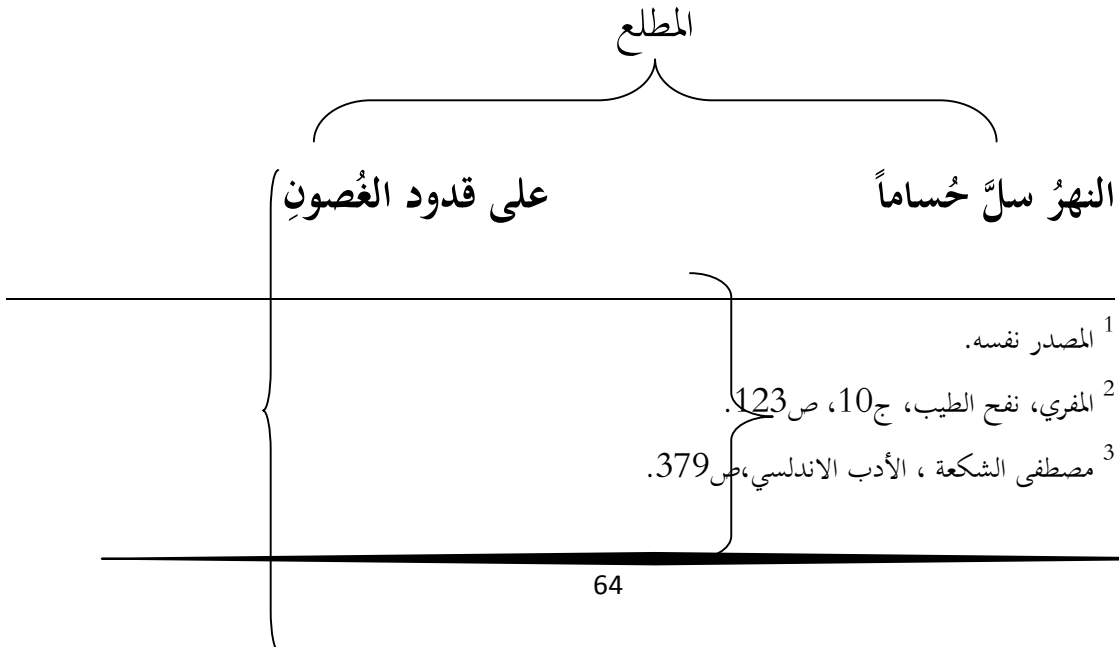 المطلع
النهرُ سلَّ حُساماً على قدود الغُصونِ
1 المصدر نفسه.
2 المفري، نفح الطيب، ج10، ص123.
3 مصطفى الشكعة ، الأدب الاندلسي،ص379.
64